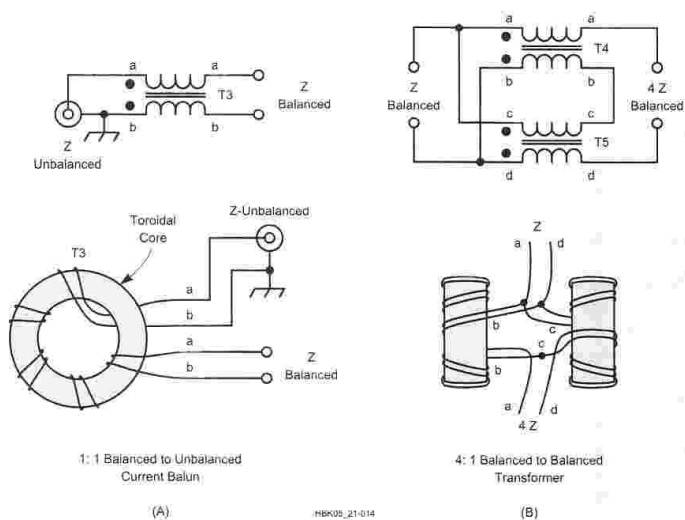 a
a
T3
b
b
Z
Balanced
Z
Unbalanced
Toroidal
Core
T3
Z-Unbalanced
a
b
a
b
Z
Balanced
1: 1 Balanced to Unbalanced
Current Balun
(A)
a
a
T4
b
b
Z
Balanced
4 Z
Balanced
c
c
T5
d
d
Z
a
d
b
c
b
c
a
d
4 Z
4: 1 Balanced to Balanced
Transformer
(B)
HBK05_21-014